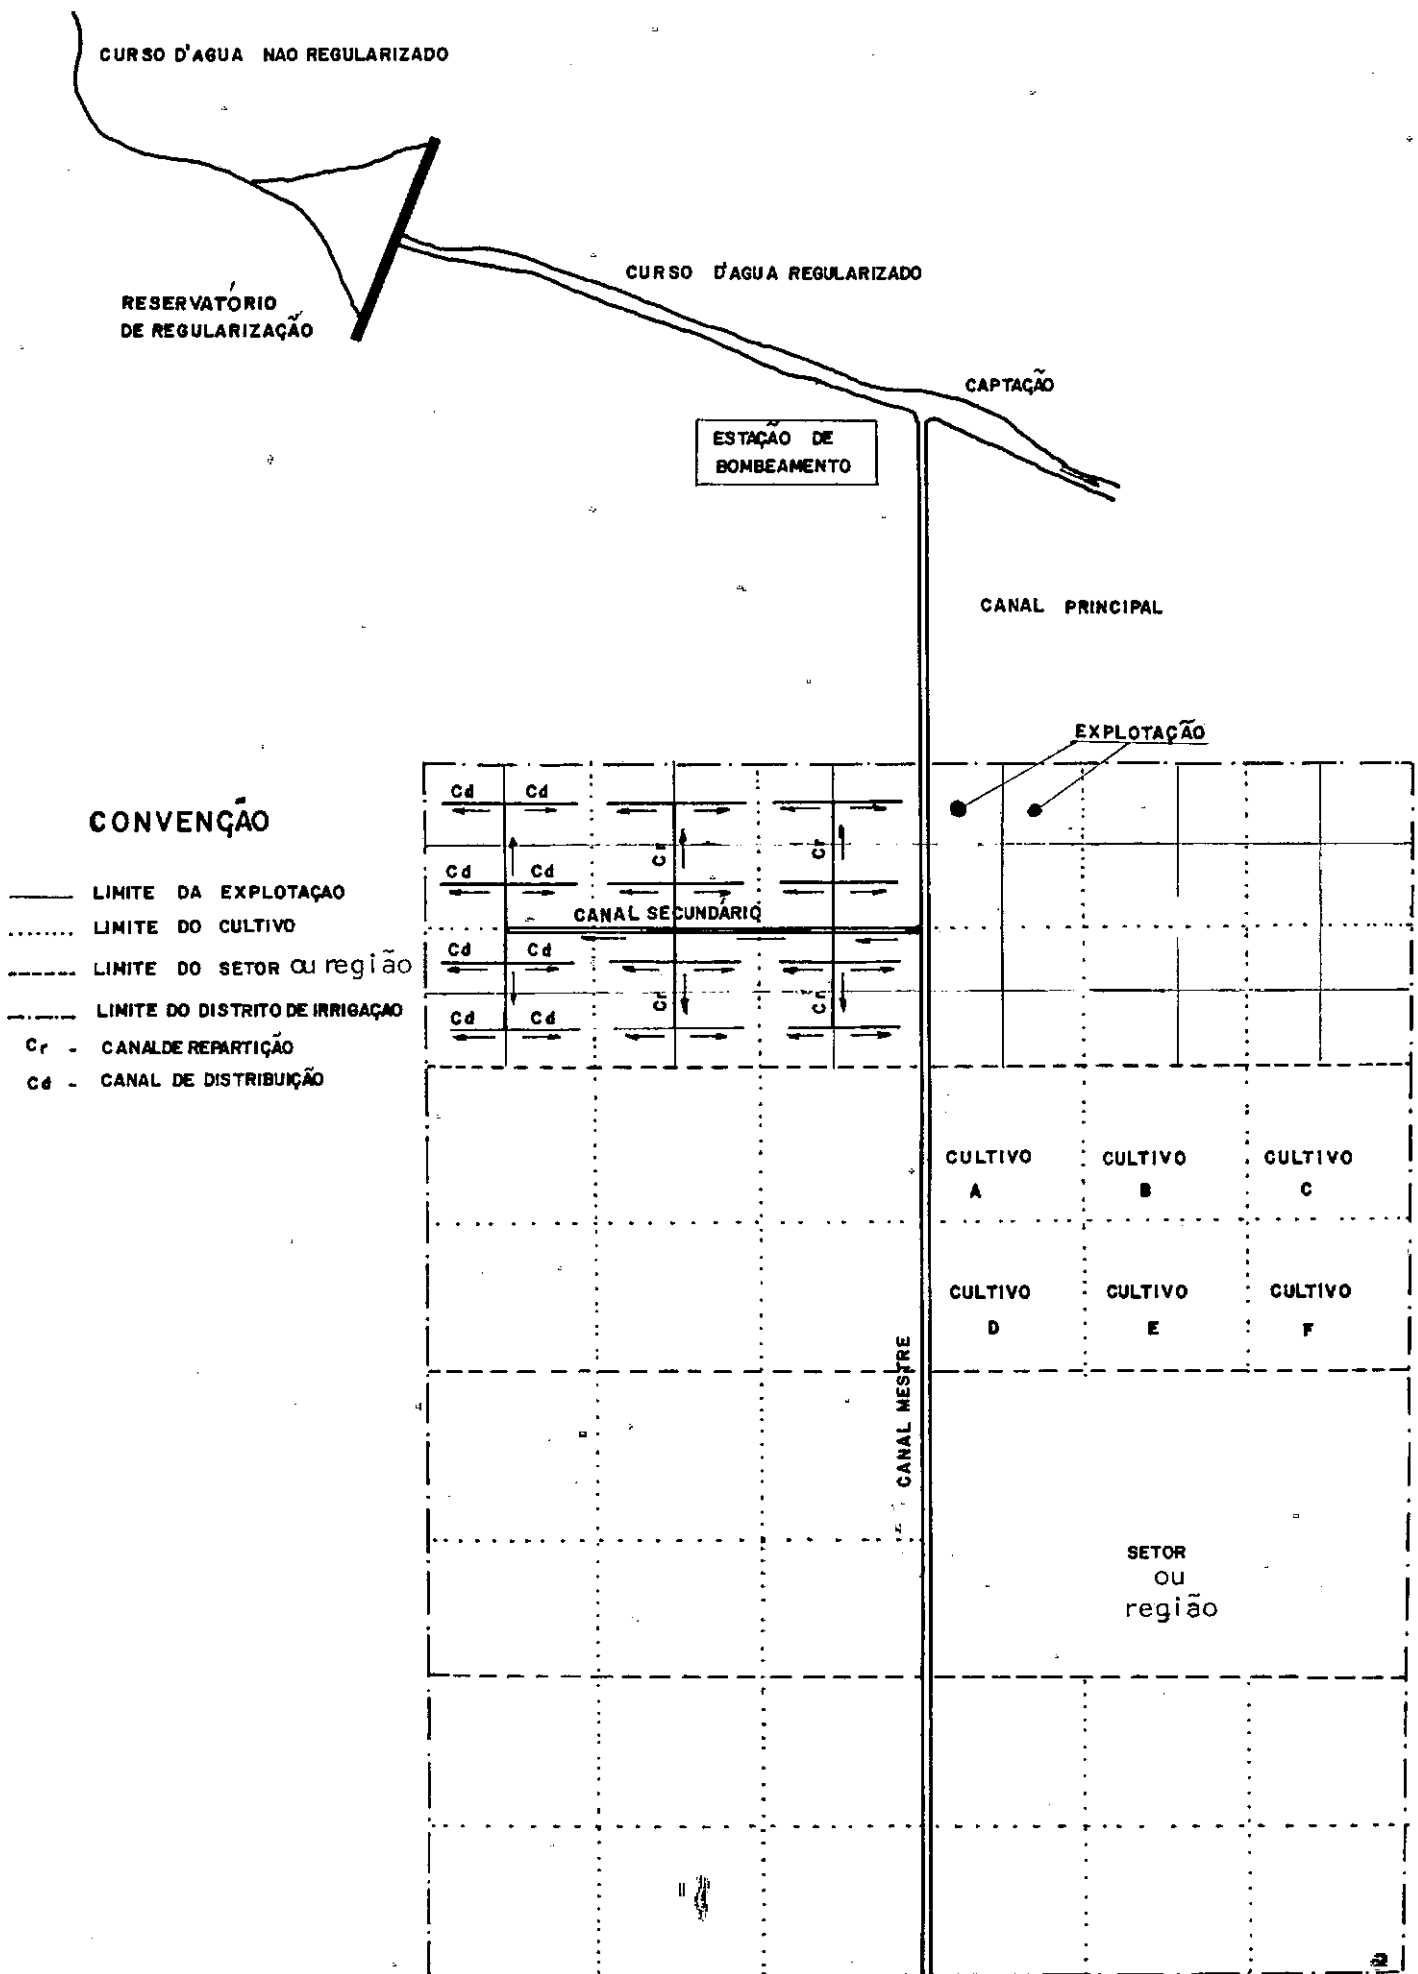 CURSO D'AGUA NAO REGULARIZADO
CURSO D'AGUA REGULARIZADO
RESERVATÓRIO
DE REGULARIZAÇÃO
CAPTAÇÃO
ESTAÇÃO DE
BOMBEAMENTO
CANAL PRINCIPAL
EXPLOTAÇÃO
CONVENÇÃO
LIMITE DA EXPLOTAÇAO
LIMITE DO CULTIVO
LIMITE DO SETOR ou região
LIMITE DO DISTRITO DE IRRIGAÇAO
Cr - CANAL DE REPARTIÇÃO
Cd - CANAL DE DISTRIBUIÇÃO
Cd Cd
Cr Cr
Cd Cd
CANAL SECUNDÁRIO
Cd Cd
Cr Cr
Cd Cd
CULTIVO CULTIVO CULTIVO
A B C
CULTIVO CULTIVO CULTIVO
D E F
CANAL MESTRE
SETOR
ou
região